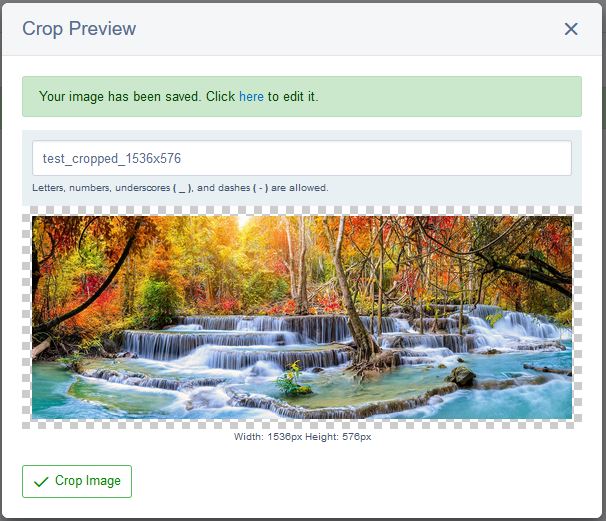 Crop Preview
Your image has been saved. Click here to edit it.
test_cropped_1536x576
Letters, numbers, underscores ( _ ), and dashes ( - ) are allowed.
Width: 1536px Height: 576px
Crop Image